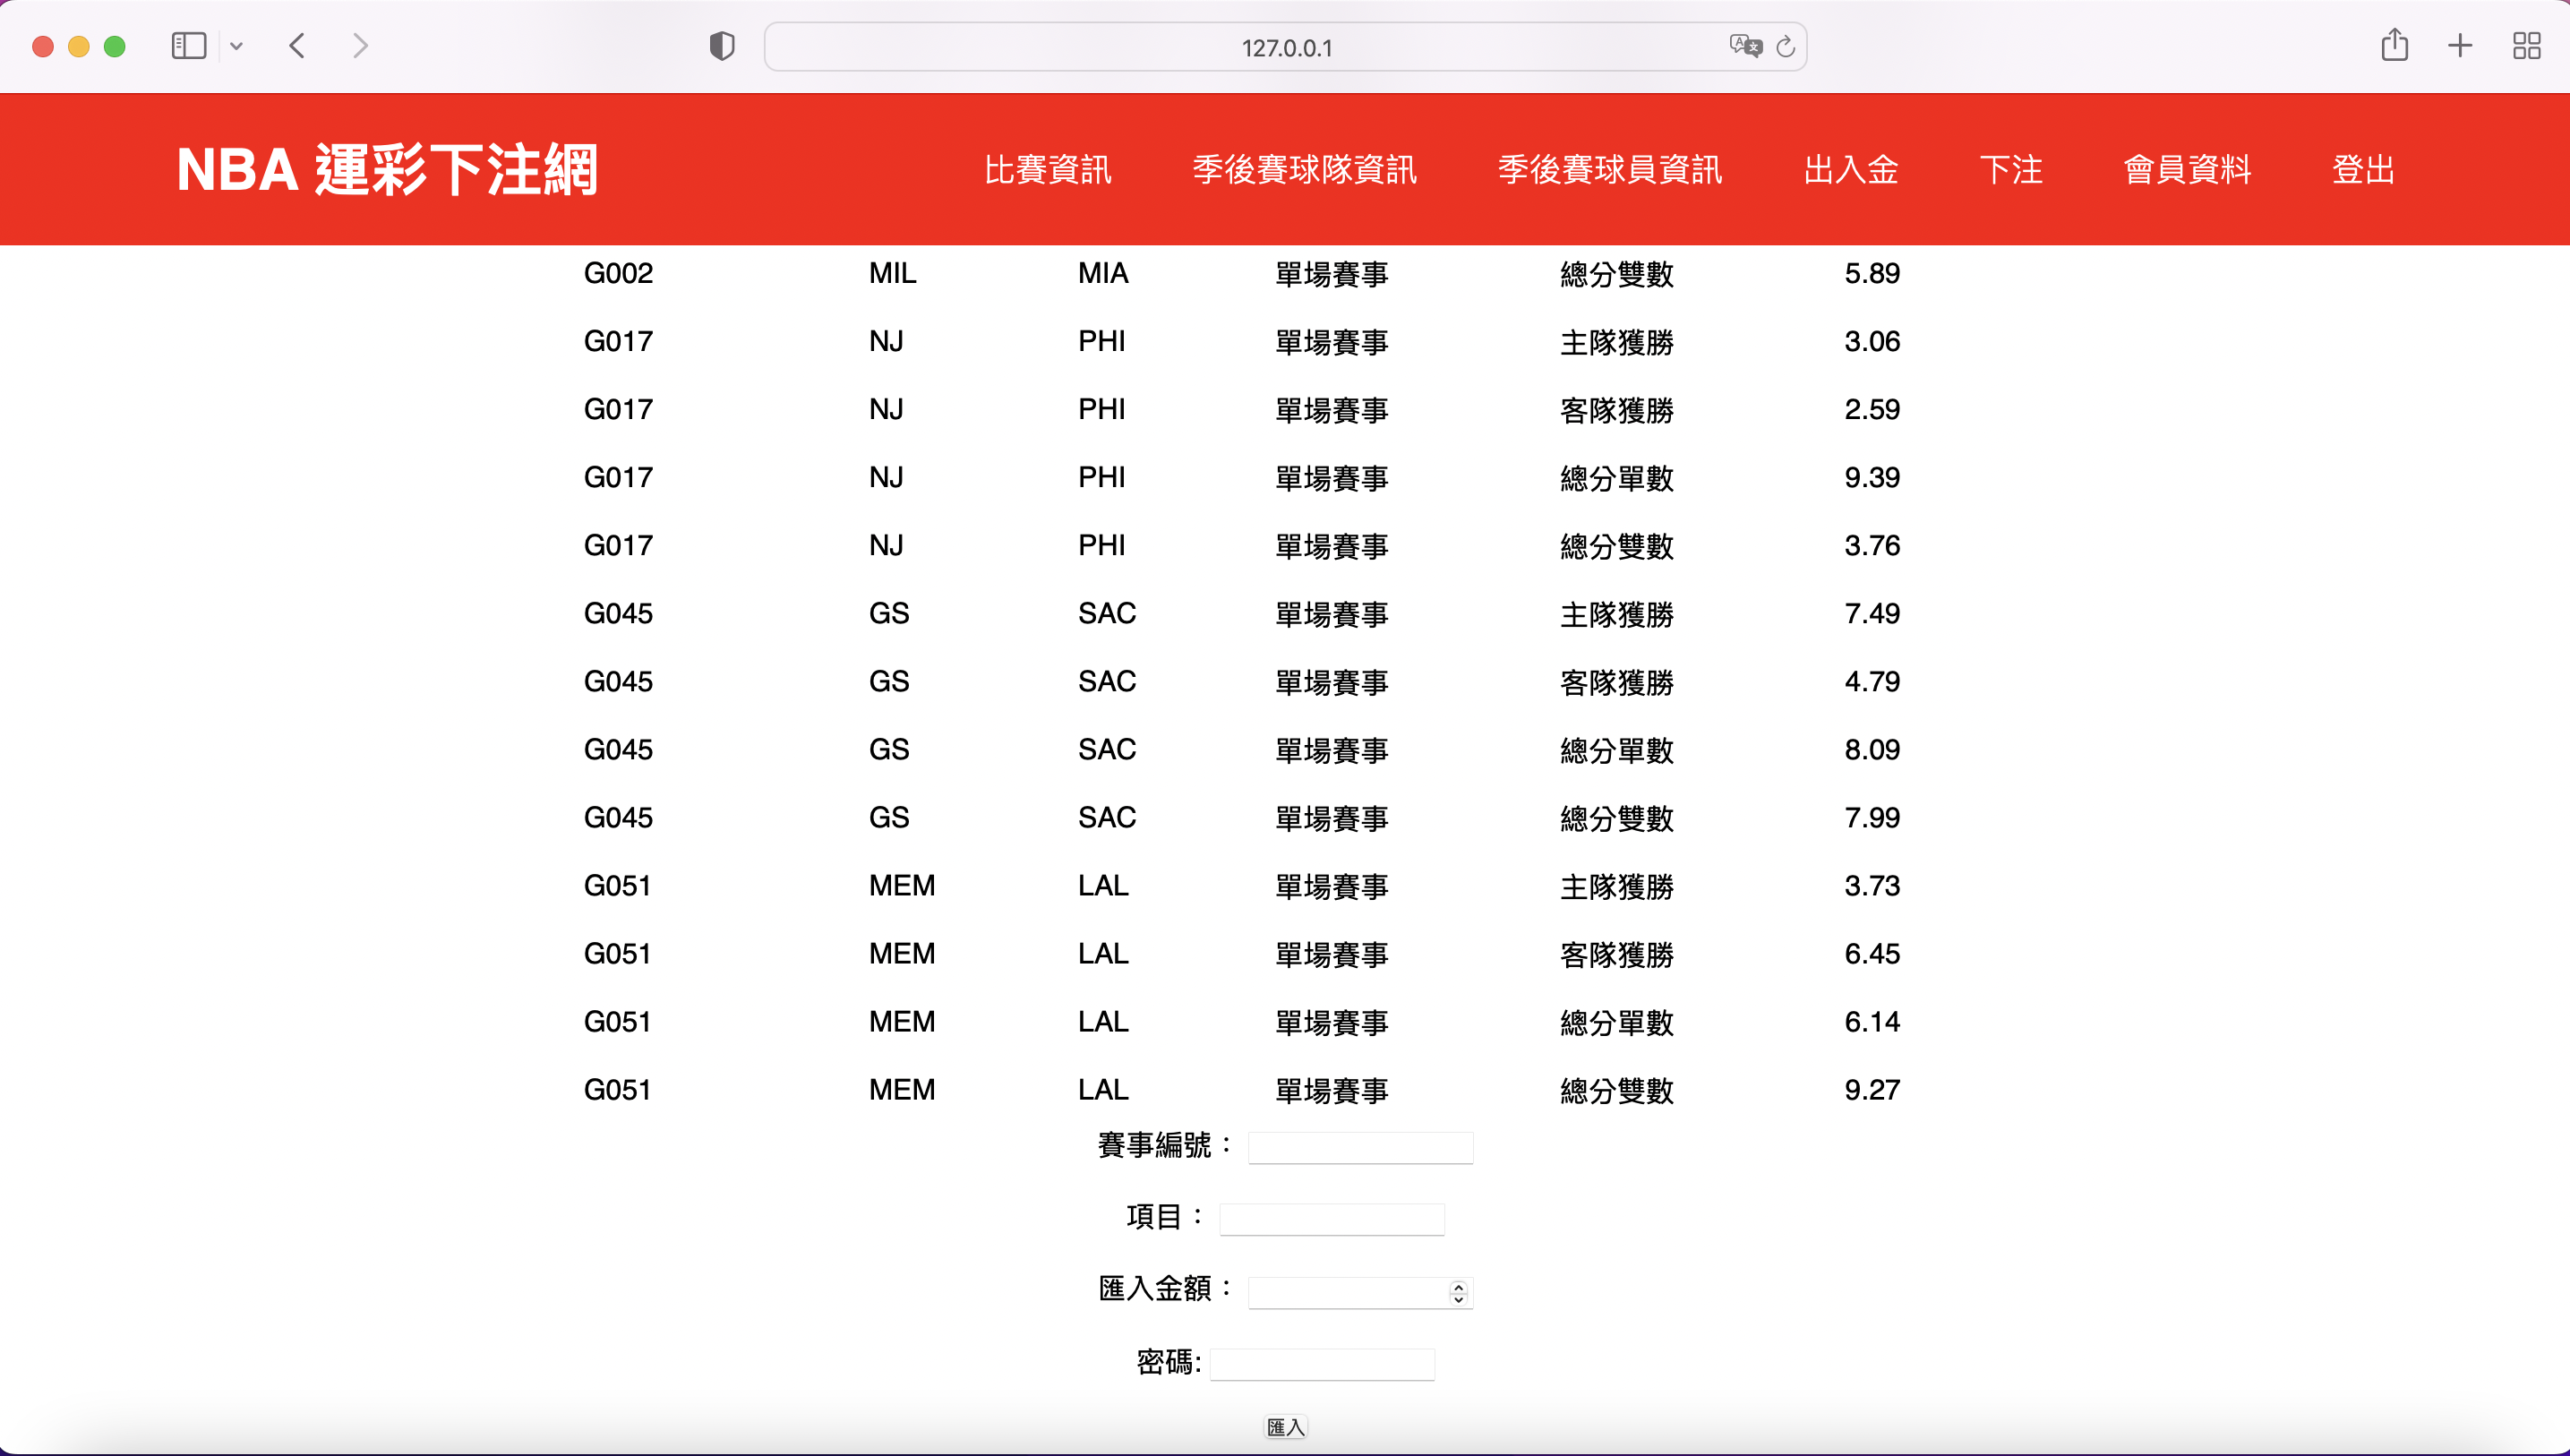 127.0.0.1
NBA 運彩下注網 比賽資訊 季後賽球隊資訊 季後賽球員資訊 出入金 下注 會員資料 登出
G002 MIL MIA 單場賽事 總分雙數 5.89
G017 NJ PHI 單場賽事 主隊獲勝 3.06
G017 NJ PHI 單場賽事 客隊獲勝 2.59
G017 NJ PHI 單場賽事 總分單數 9.39
G017 NJ PHI 單場賽事 總分雙數 3.76
G045 GS SAC 單場賽事 主隊獲勝 7.49
G045 GS SAC 單場賽事 客隊獲勝 4.79
G045 GS SAC 單場賽事 總分單數 8.09
G045 GS SAC 單場賽事 總分雙數 7.99
G051 MEM LAL 單場賽事 主隊獲勝 3.73
G051 MEM LAL 單場賽事 客隊獲勝 6.45
G051 MEM LAL 單場賽事 總分單數 6.14
G051 MEM LAL 單場賽事 總分雙數 9.27
賽事編號：
項目：
匯入金額：
密碼:
匯入